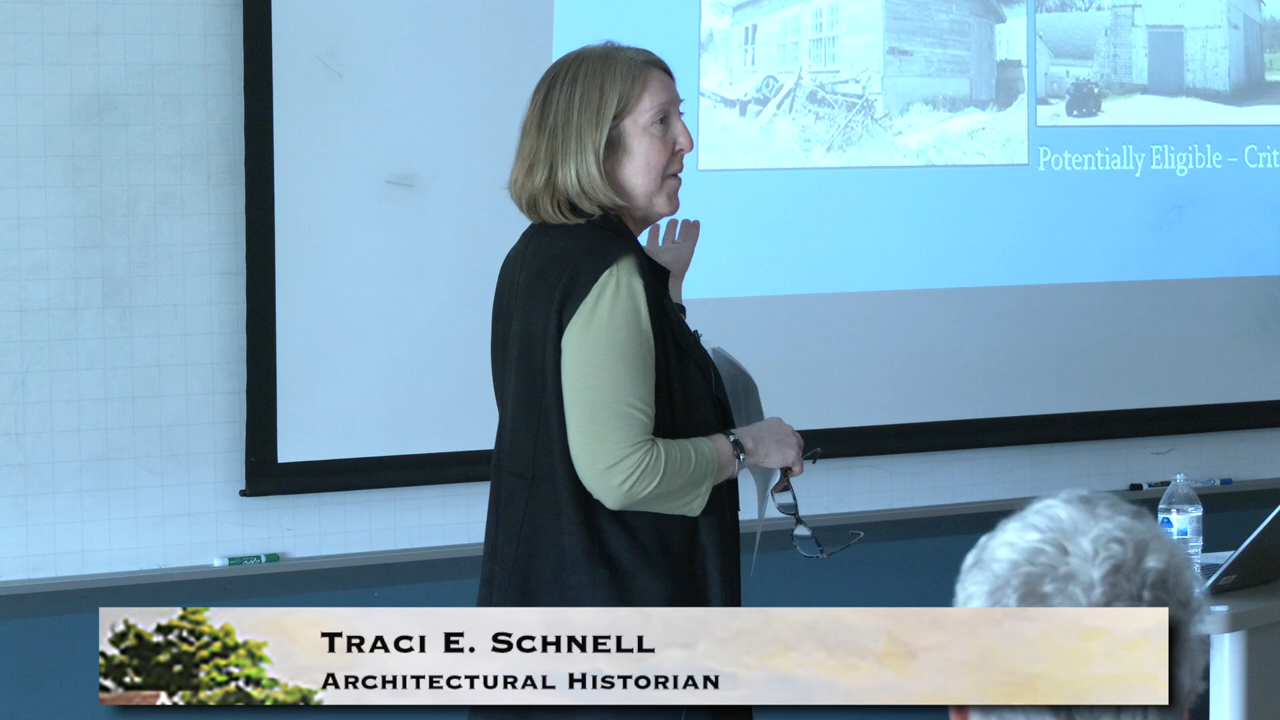 Potentially Eligible – Crit
TRACI E. SCHNELL
ARCHITECTURAL HISTORIAN